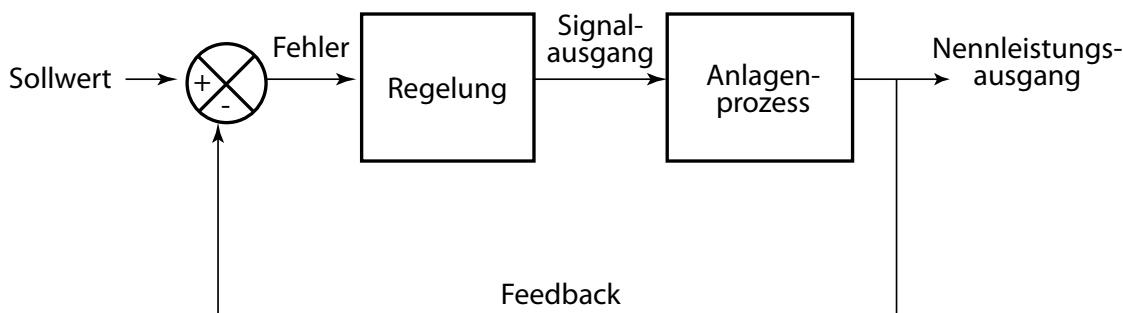 Sollwert
+
-
Fehler
Regelung
Signal-
ausgang
Anlagen-
prozess
Nennleistungs-
ausgang
Feedback